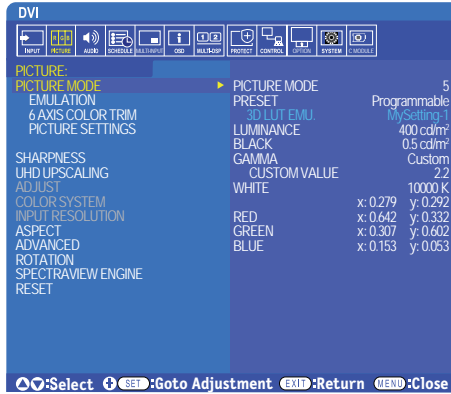 DVI
INPUT PICTURE AUDIO SCHEDULE MULTI-INPUT OSD MULTI-DSP PROTECT CONTROL OPTION SYSTEM C MODULE
PICTURE:
PICTURE MODE
EMULATION
6 AXIS COLOR TRIM
PICTURE SETTINGS
SHARPNESS
UHD UPSCALING
ADJUST
COLOR SYSTEM
INPUT RESOLUTION
ASPECT
ADVANCED
ROTATION
SPECTRAVIEW ENGINE
RESET
PICTURE MODE 5
PRESET Programmable
3D LUT EMU. MySetting-1
LUMINANCE 400 cd/m²
BLACK 0.5 cd/m²
GAMMA Custom
CUSTOM VALUE 2.2
WHITE 10000 K
x: 0.279 y: 0.292
RED x: 0.642 y: 0.332
GREEN x: 0.307 y: 0.602
BLUE x: 0.153 y: 0.053
:Select SET :Goto Adjustment EXIT :Return MENU :Close